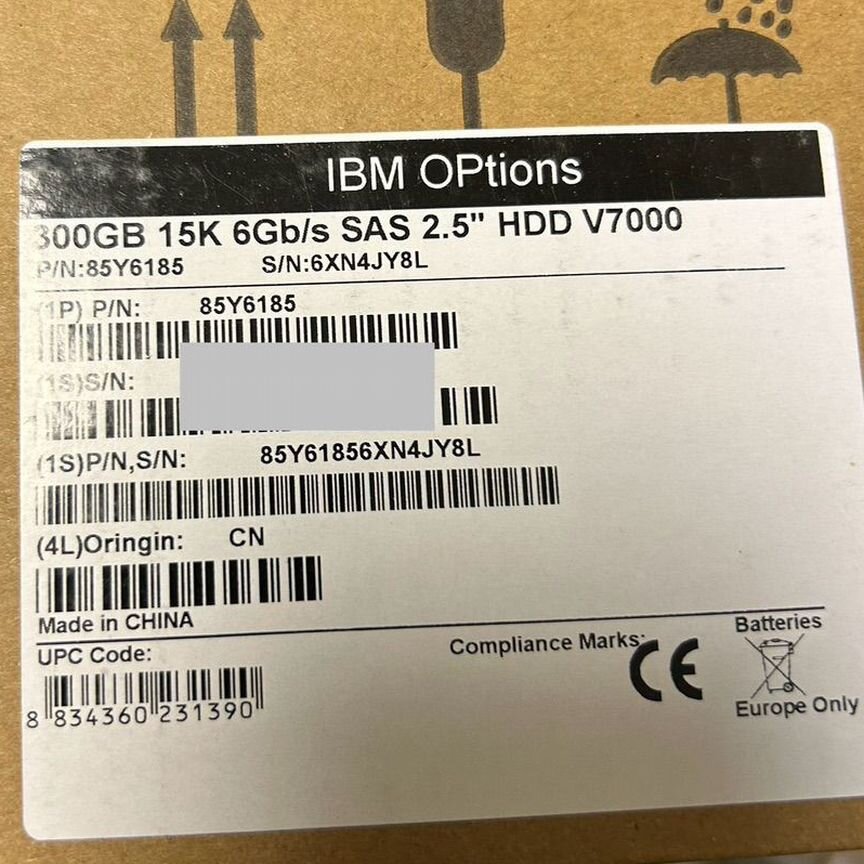 IBM OPtions
300GB 15K 6Gb/s SAS 2.5" HDD V7000
P/N:85Y6185 S/N:6XN4JY8L
(1P) P/N: 85Y6185
(1S)S/N:
(1S)P/N,S/N: 85Y61856XN4JY8L
(4L)Oringin: CN
Made in CHINA
UPC Code:
8 834360 231390
Compliance Marks:
CE
Batteries
Europe Only